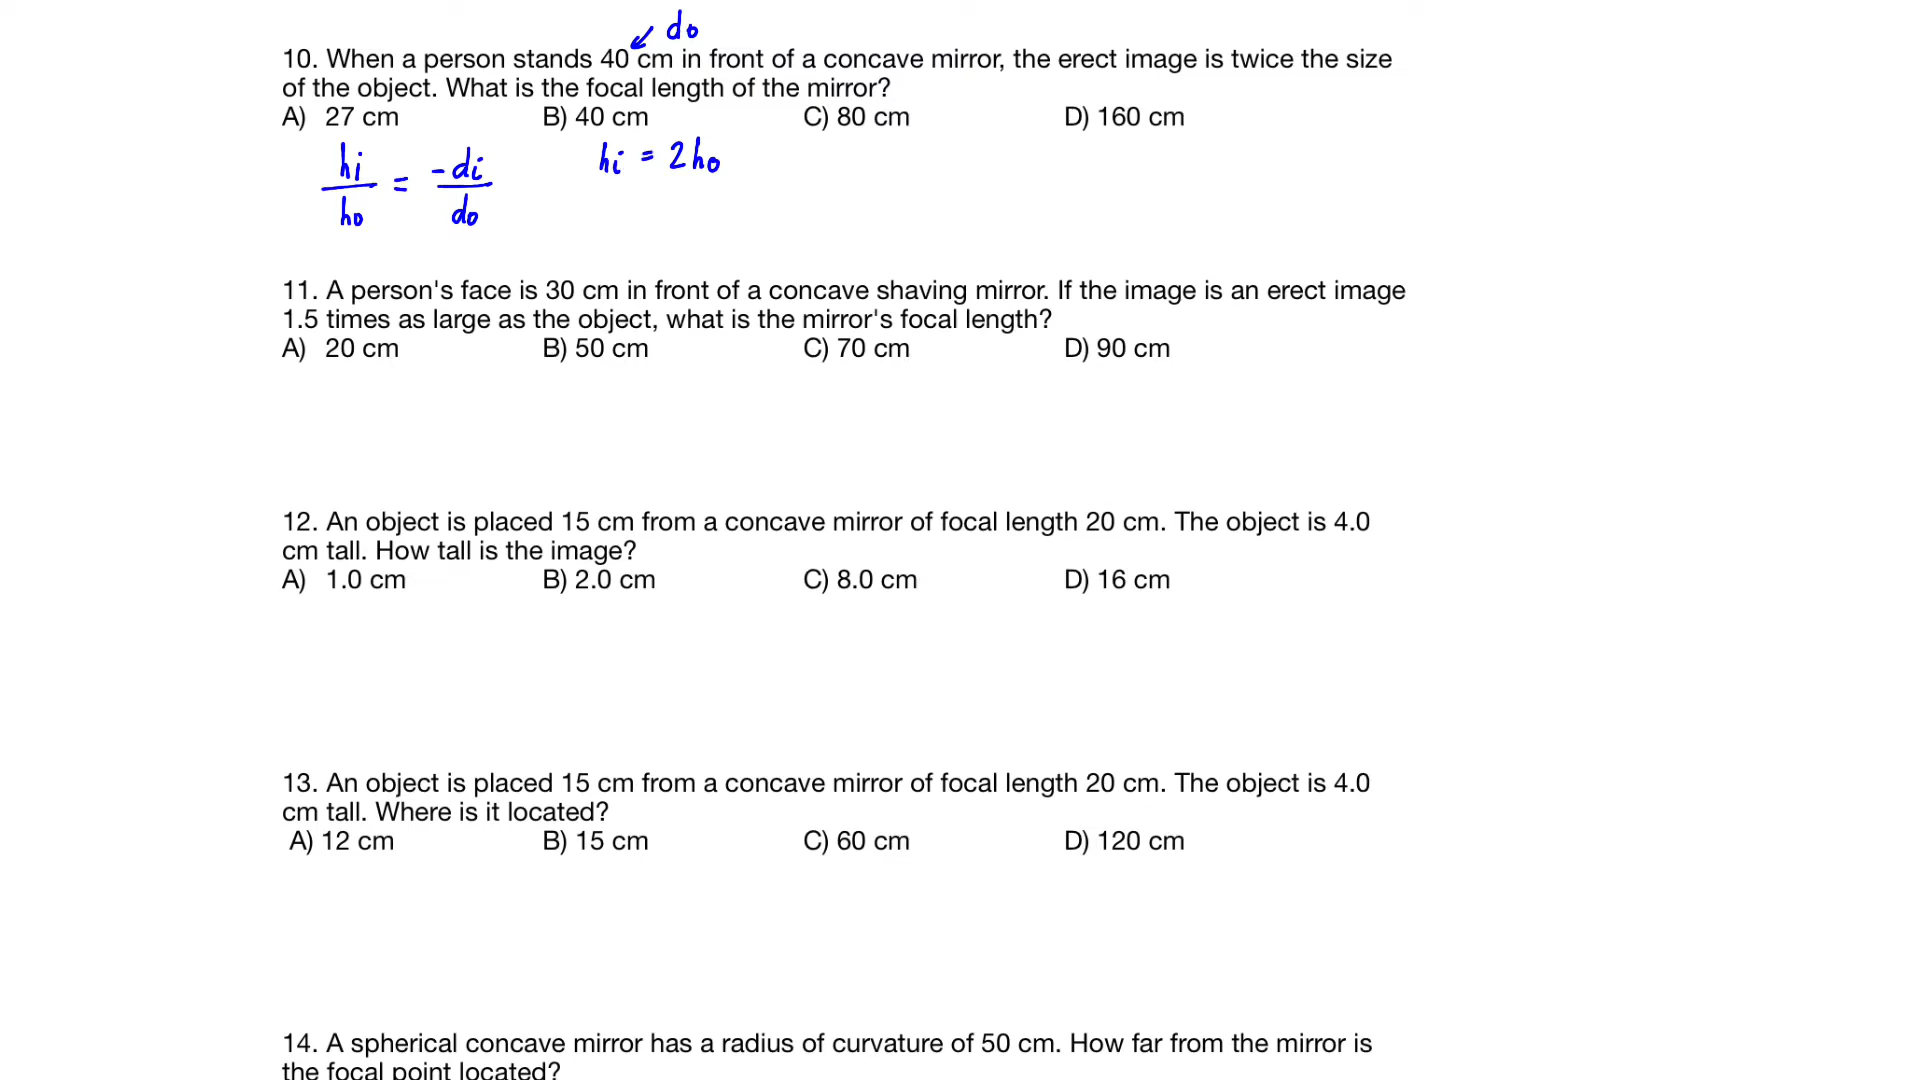 do
10. When a person stands 40 cm in front of a concave mirror, the erect image is twice the size
of the object. What is the focal length of the mirror?
A) 27 cm B) 40 cm C) 80 cm D) 160 cm
hi/ho = -di/do hi = 2ho
11. A person's face is 30 cm in front of a concave shaving mirror. If the image is an erect image
1.5 times as large as the object, what is the mirror's focal length?
A) 20 cm B) 50 cm C) 70 cm D) 90 cm
12. An object is placed 15 cm from a concave mirror of focal length 20 cm. The object is 4.0
cm tall. How tall is the image?
A) 1.0 cm B) 2.0 cm C) 8.0 cm D) 16 cm
13. An object is placed 15 cm from a concave mirror of focal length 20 cm. The object is 4.0
cm tall. Where is it located?
A) 12 cm B) 15 cm C) 60 cm D) 120 cm
14. A spherical concave mirror has a radius of curvature of 50 cm. How far from the mirror is
the focal point located?